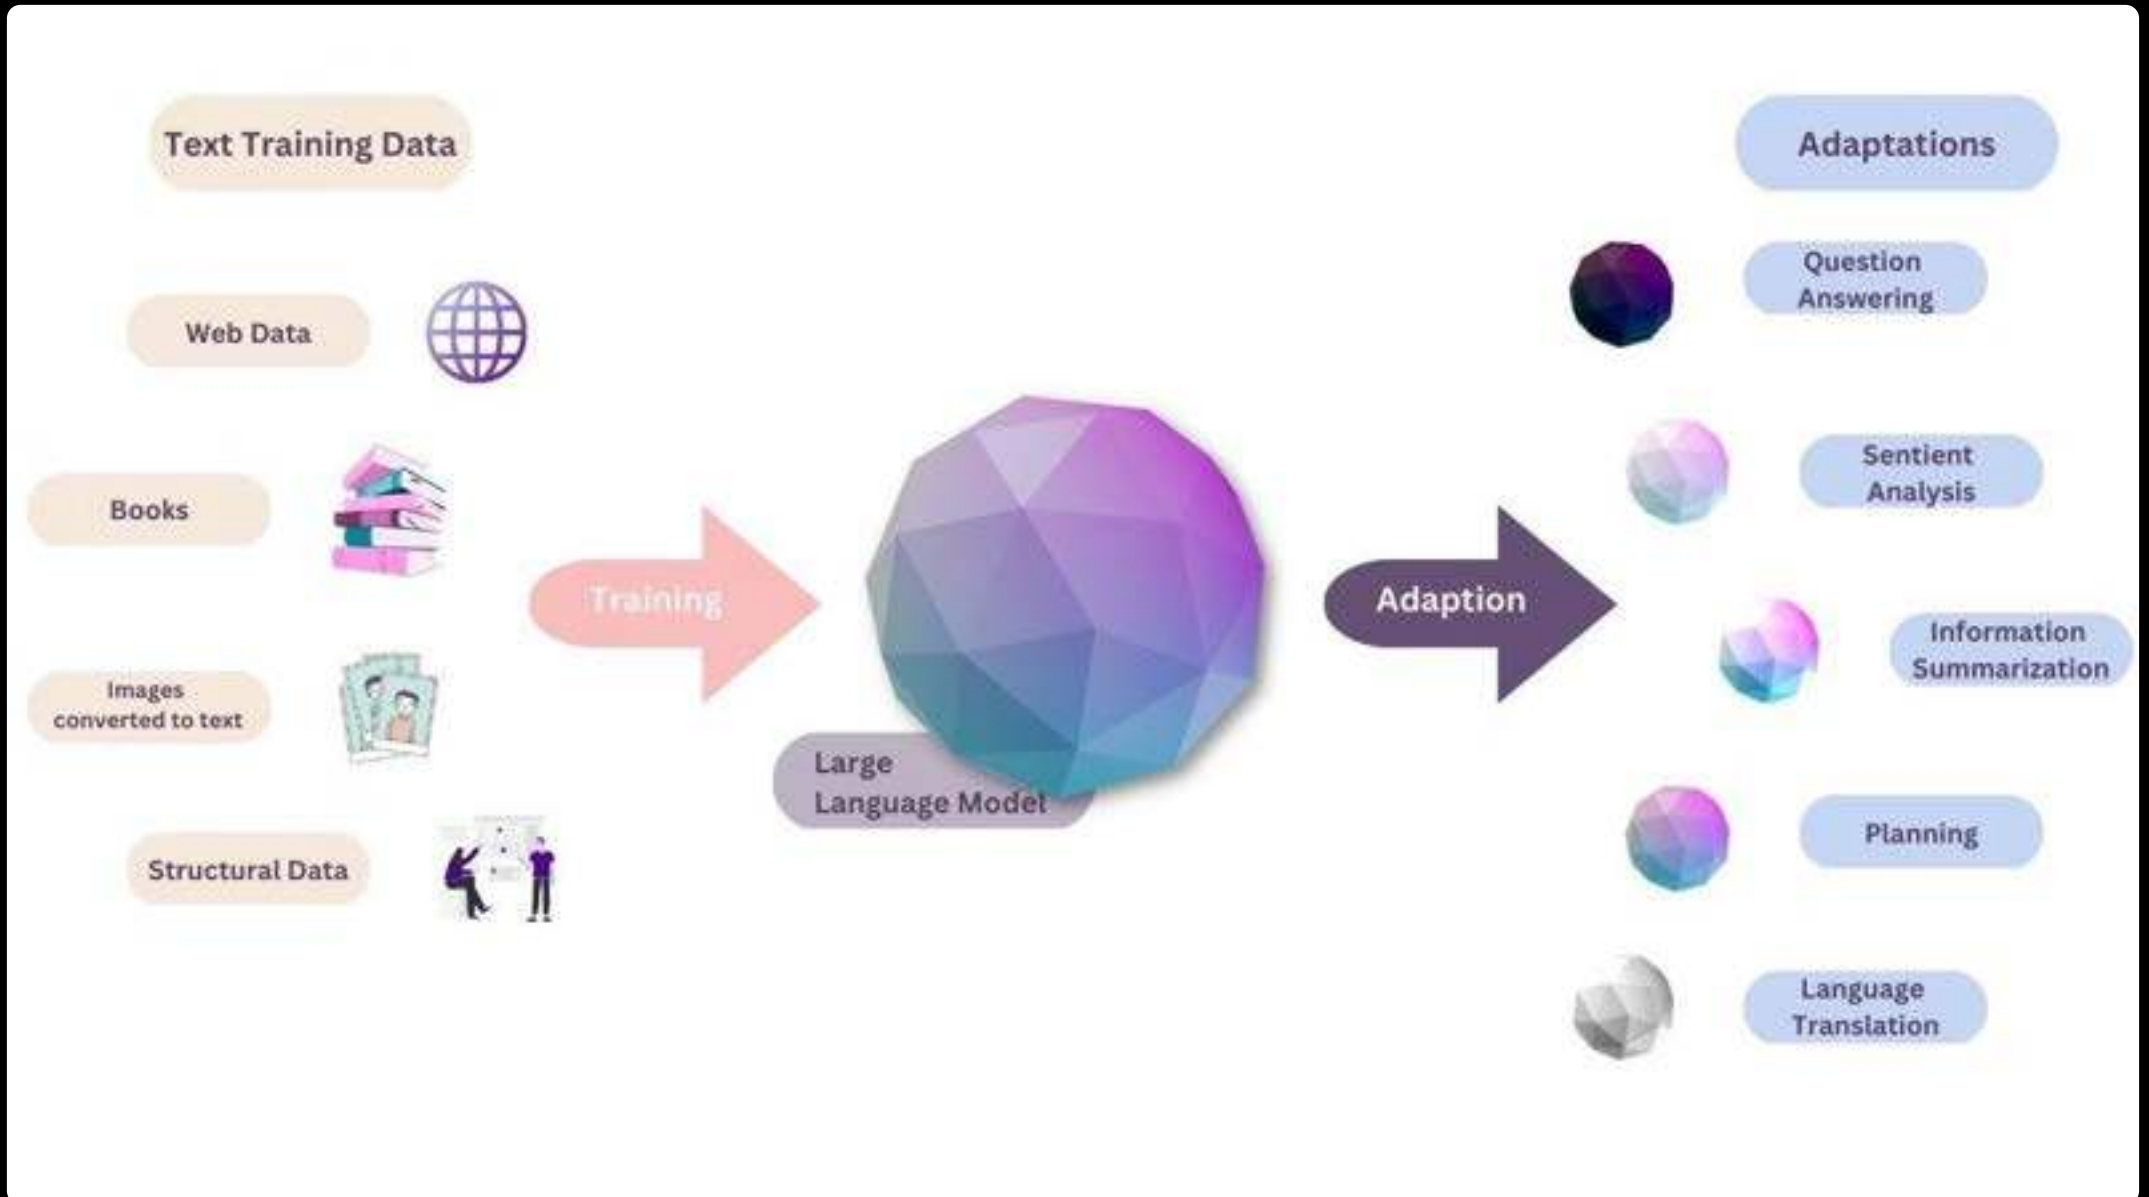 Text Training Data
Web Data
Books
Images
converted to text
Structural Data
Training
Large
Language Model
Adaption
Adaptations
Question
Answering
Sentient
Analysis
Information
Summarization
Planning
Language
Translation